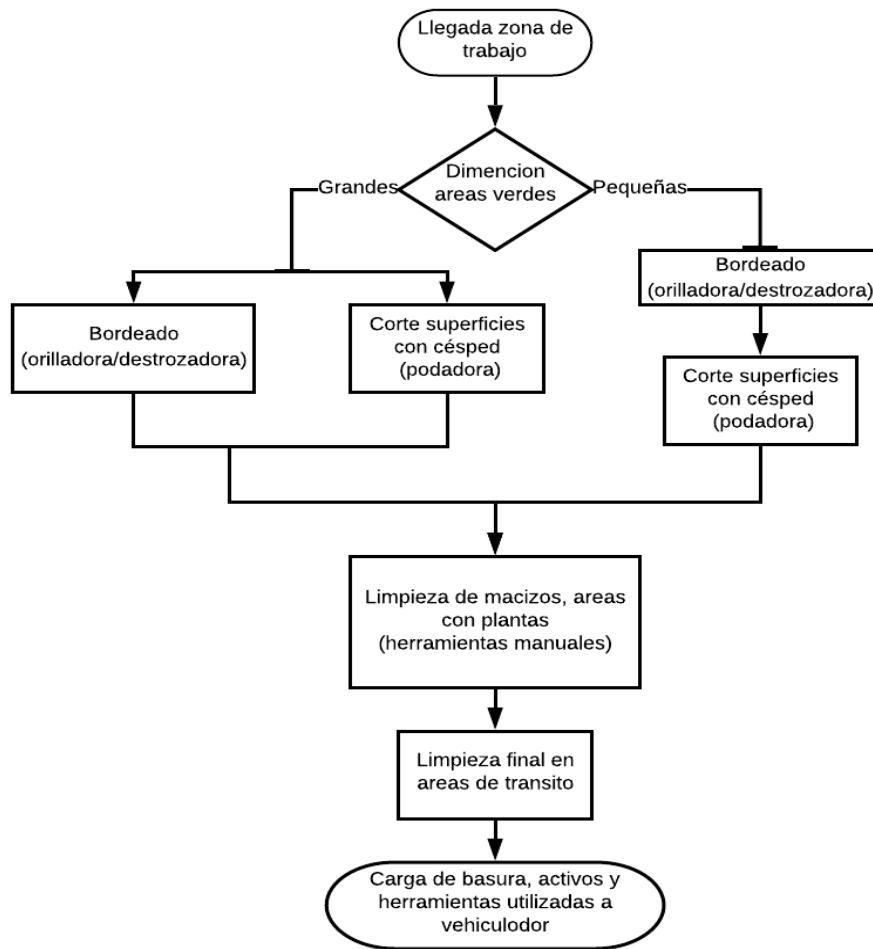 Llegada zona de
trabajo
Dimencion
areas verdes
Grandes
Pequeñas
Bordeado
(orilladora/destrozadora)
Corte superficies
con césped
(podadora)
Bordeado
(orilladora/destrozadora)
Corte superficies
con césped
(podadora)
Limpieza de macizos, areas
con plantas
(herramientas manuales)
Limpieza final en
areas de transito
Carga de basura, activos y
herramientas utilizadas a
vehiculodor